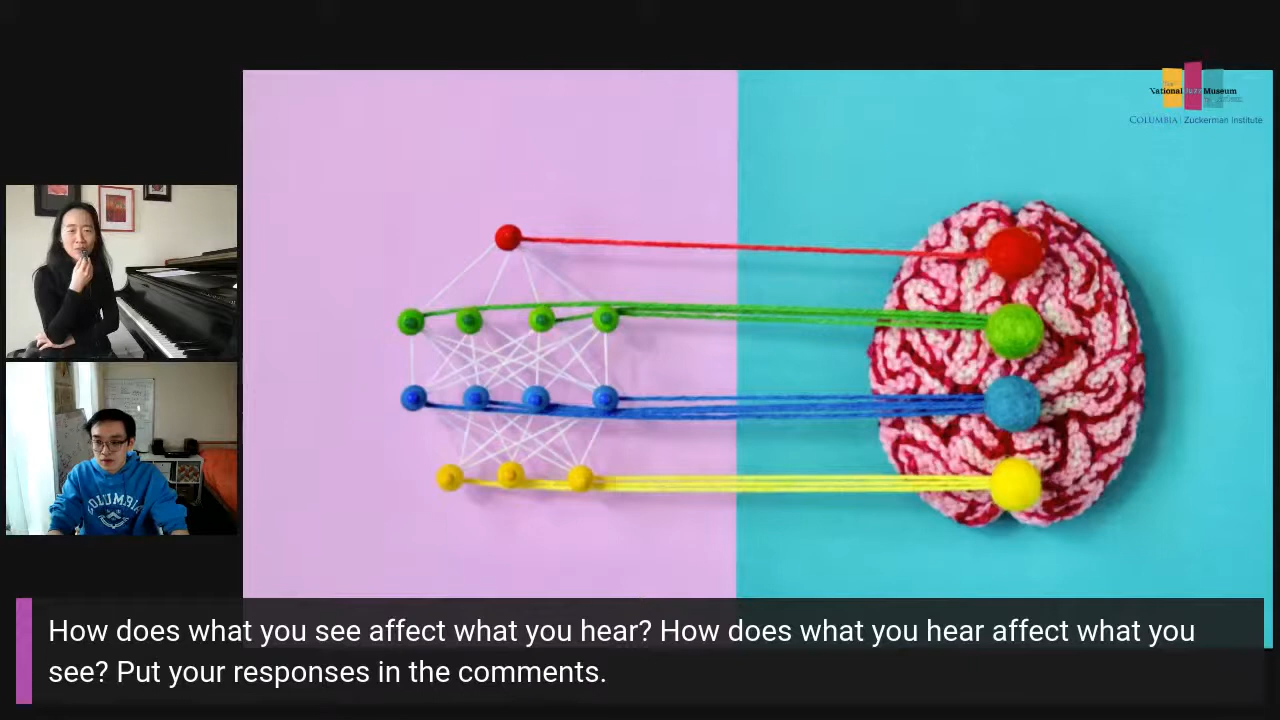 National Jazz Museum
COLUMBIA | Zuckerman Institute
COLUMBIA
How does what you see affect what you hear? How does what you hear affect what you
see? Put your responses in the comments.